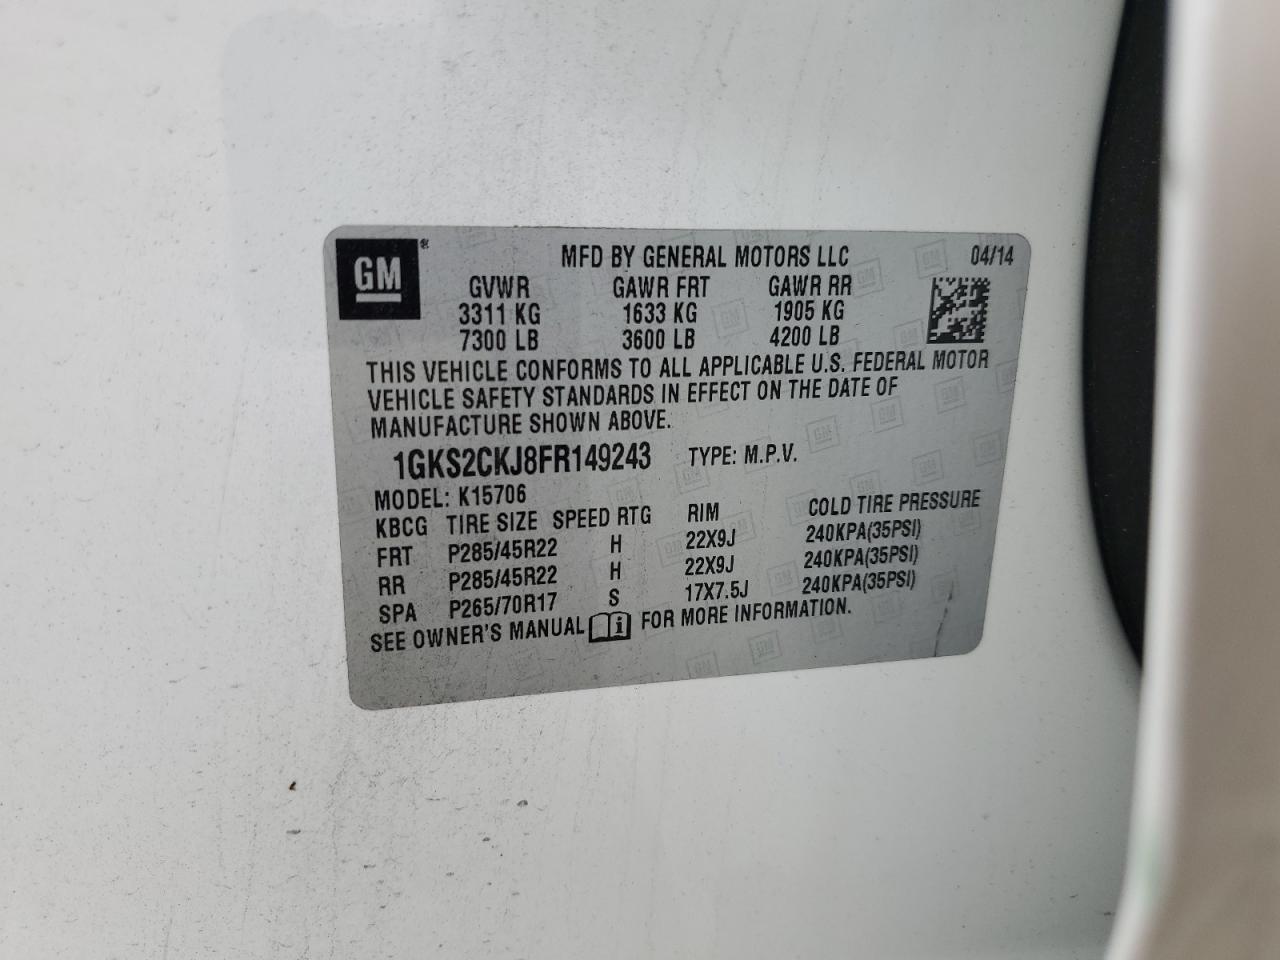 GM ®
MFD BY GENERAL MOTORS LLC 04/14
GVWR GAWR FRT GAWR RR
3311 KG 1633 KG 1905 KG
7300 LB 3600 LB 4200 LB
THIS VEHICLE CONFORMS TO ALL APPLICABLE U.S. FEDERAL MOTOR
VEHICLE SAFETY STANDARDS IN EFFECT ON THE DATE OF
MANUFACTURE SHOWN ABOVE.
1GKS2CKJ8FR149243 TYPE: M.P.V.
MODEL: K15706
KBCG TIRE SIZE SPEED RTG RIM COLD TIRE PRESSURE
FRT P285/45R22 H 22X9J 240KPA(35PSI)
RR P285/45R22 H 22X9J 240KPA(35PSI)
SPA P265/70R17 S 17X7.5J 240KPA(35PSI)
SEE OWNER'S MANUAL i FOR MORE INFORMATION.